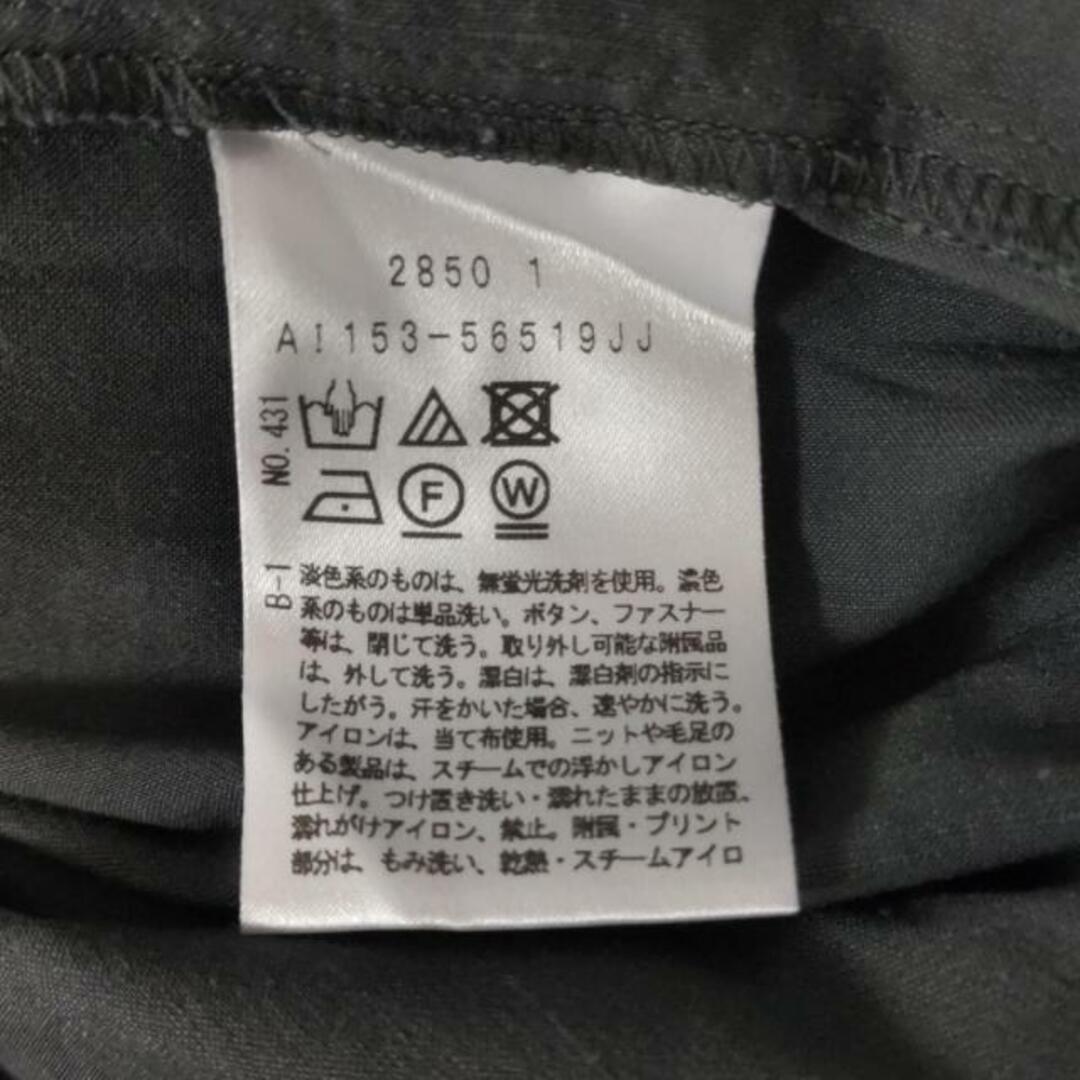 2850 1
AI153-56519JJ
NO.431
F
W
B-1
淡色系のものは、無蛍光洗剤を使用。濃色
系のものは単品洗い。ボタン、ファスナー
等は、閉じて洗う。取り外し可能な附属品
は、外して洗う。漂白は、漂白剤の指示に
したがう。汗をかいた場合、速やかに洗う。
アイロンは、当て布使用。ニットや毛足の
ある製品は、スチームでの浮かしアイロン
仕上げ。つけ置き洗い・濡れたままの放置、
濡れがけアイロン、禁止。附属・プリント
部分は、もみ洗い、乾熱・スチームアイロ